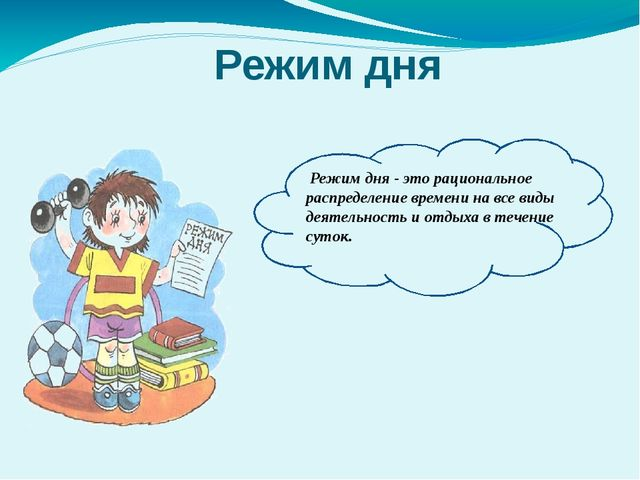 Режим дня
Режим дня - это рациональное
распределение времени на все виды
деятельность и отдыха в течение
суток.
РЕЖИМ
ДНЯ